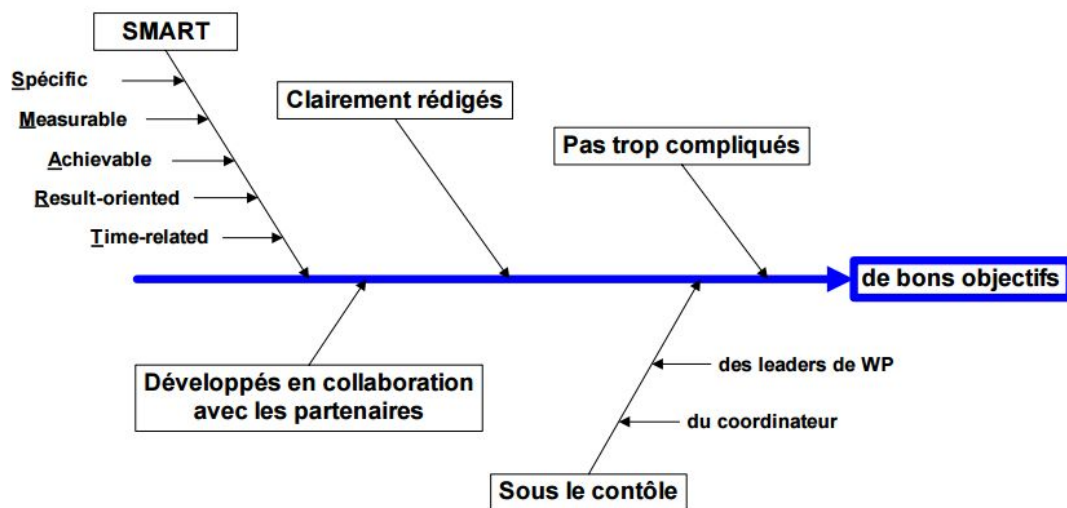 SMART
Spécific
Measurable
Achievable
Result-oriented
Time-related
Clairement rédigés
Pas trop compliqués
de bons objectifs
Développés en collaboration
avec les partenaires
des leaders de WP
du coordinateur
Sous le contôle